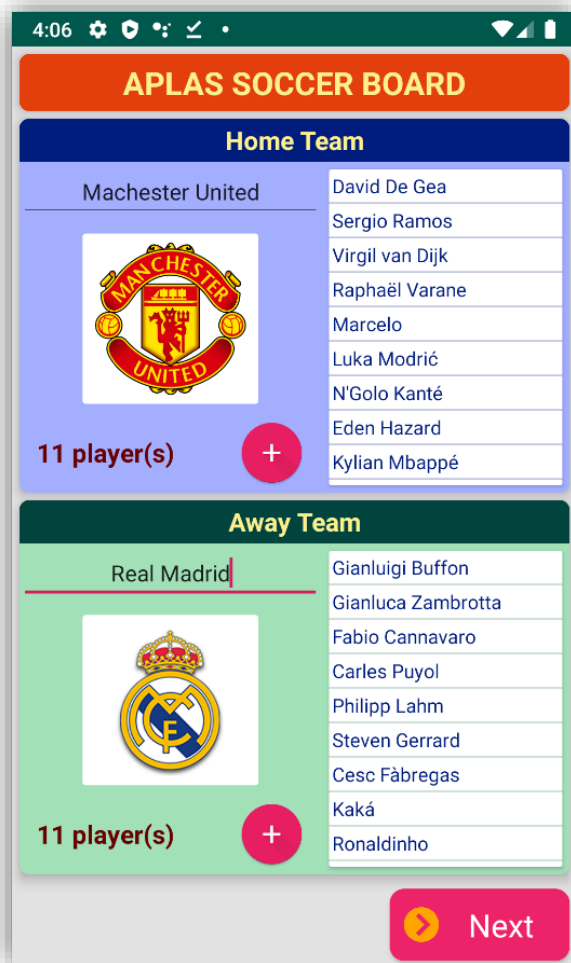 4:06
APLAS SOCCER BOARD
Home Team
Machester United
MANCHESTER
UNITED
11 player(s)
+
David De Gea
Sergio Ramos
Virgil van Dijk
Raphaël Varane
Marcelo
Luka Modrić
N'Golo Kanté
Eden Hazard
Kylian Mbappé
Away Team
Real Madrid
11 player(s)
+
Gianluigi Buffon
Gianluca Zambrotta
Fabio Cannavaro
Carles Puyol
Philipp Lahm
Steven Gerrard
Cesc Fàbregas
Kaká
Ronaldinho
Next